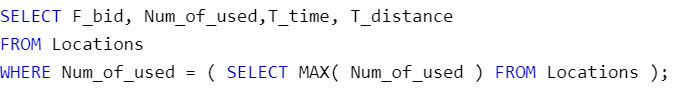 SELECT F_bid, Num_of_used,T_time, T_distance
FROM Locations
WHERE Num_of_used = ( SELECT MAX( Num_of_used ) FROM Locations );